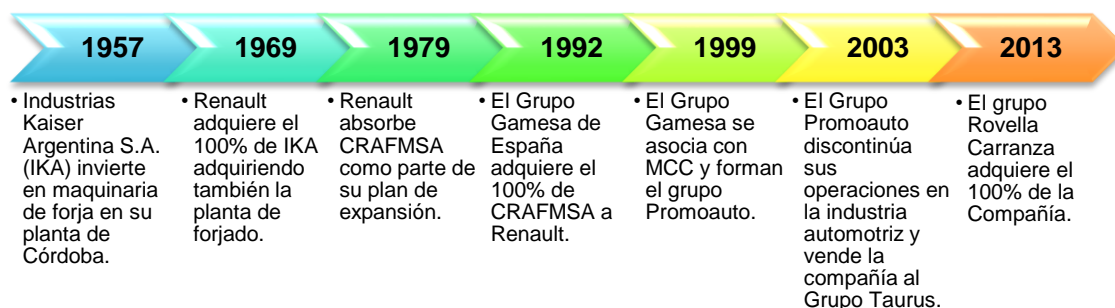 1957
• Industrias
Kaiser
Argentina S.A.
(IKA) invierte
en maquinaria
de forja en su
planta de
Córdoba.
1969
• Renault
adquiere el
100% de IKA
adquiriendo
también la
planta de
forjado.
1979
• Renault
absorbe
CRAFMSA
como parte de
su plan de
expansión.
1992
• El Grupo
Gamesa de
España
adquiere el
100% de
CRAFMSA a
Renault.
1999
• El Grupo
Gamesa se
asocia con
MCC y forman
el grupo
Promoauto.
2003
• El Grupo
Promoauto
discontinúa
sus
operaciones en
la industria
automotriz y
vende la
compañía al
Grupo Taurus.
2013
• El grupo
Rovella
Carranza
adquiere el
100% de la
Compañía.